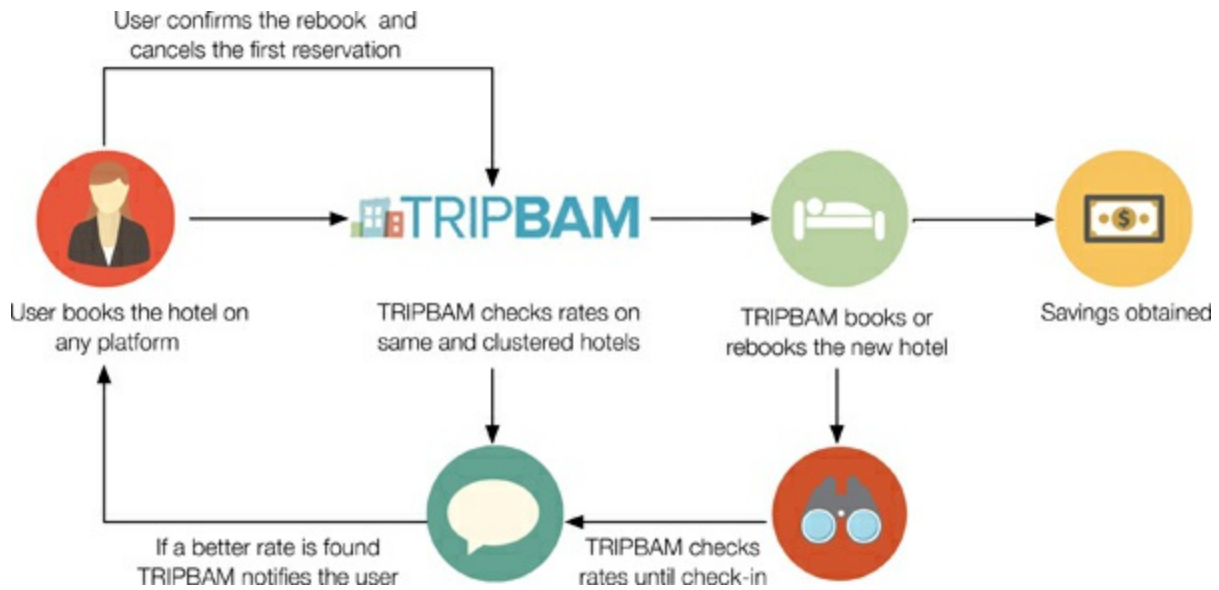 User confirms the rebook and
cancels the first reservation
TRIPBAM
$
User books the hotel on
any platform
TRIPBAM checks rates on
same and clustered hotels
TRIPBAM books or
rebooks the new hotel
Savings obtained
If a better rate is found
TRIPBAM notifies the user
TRIPBAM checks
rates until check-in